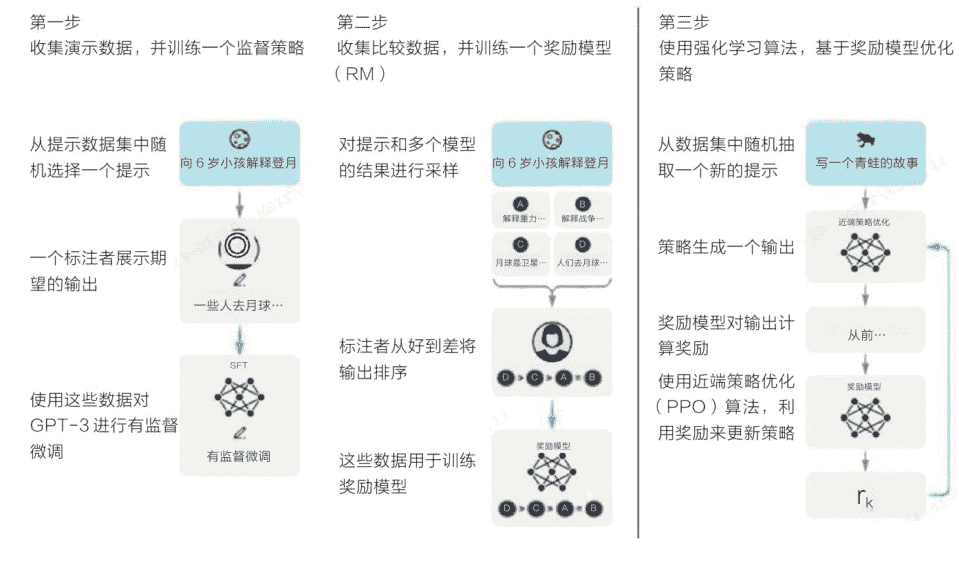 第一步
收集演示数据，并训练一个监督策略
从提示数据集中随
机选择一个提示
向6岁小孩解释登月
一个标注者展示期
望的输出
一些人去月球…
使用这些数据对
GPT-3进行有监督
微调
SFT
有监督微调
第二步
收集比较数据，并训练一个奖励模型
（RM）
对提示和多个模型
的结果进行采样
向6岁小孩解释登月
A
解释重力…
B
解释战争…
C
月球是卫星…
D
人们去月球…
标注者从好到差将
输出排序
D > C > A = B
这些数据用于训练
奖励模型
奖励模型
D > C > A = B
第三步
使用强化学习算法，基于奖励模型优化
策略
从数据集中随机抽
取一个新的提示
写一个青蛙的故事
策略生成一个输出
近端策略优化
奖励模型对输出计
算奖励
从前…
使用近端策略优化
（PPO）算法，利
用奖励来更新策略
奖励模型
rk